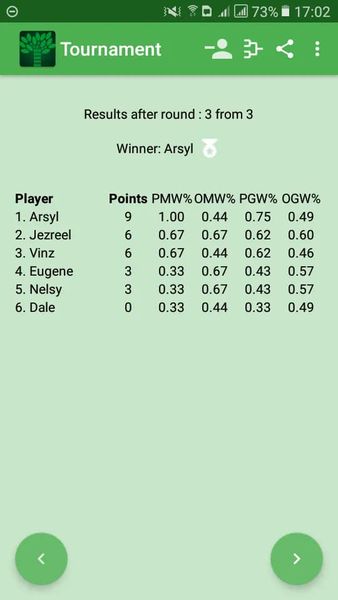 73% 17:02
Tournament
Results after round : 3 from 3
Winner: Arsyl
Player Points PMW% OMW% PGW% OGW%
1. Arsyl 9 1.00 0.44 0.75 0.49
2. Jezreel 6 0.67 0.67 0.62 0.60
3. Vinz 6 0.67 0.44 0.62 0.46
4. Eugene 3 0.33 0.67 0.43 0.57
5. Nelsy 3 0.33 0.67 0.43 0.57
6. Dale 0 0.33 0.44 0.33 0.49